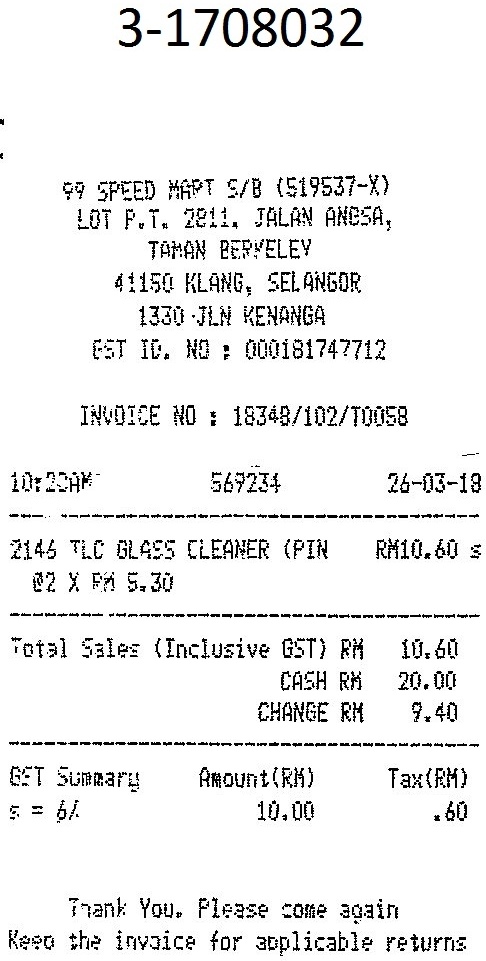 3-1708032
99 SPEED MART S/B (519537-X)
LOT P.T. 2811, JALAN ANGSA,
TAMAN BERKELEY
41150 KLANG, SELANGOR
1330-JLN KENANGA
GST ID. NO : 000181747712
INVOICE NO : 18348/102/T0058
569234 26-03-18
2146 TLC GLASS CLEANER (PIN RM10.60 s
@2 X RM 5.30
Total Sales (Inclusive GST) RM 10.60
CASH RM 20.00
CHANGE RM 9.40
GST Summary Amount(RM) Tax(RM)
s = 6% 10.00 .60
Thank You. Please come again
Keep the invoice for applicable returns